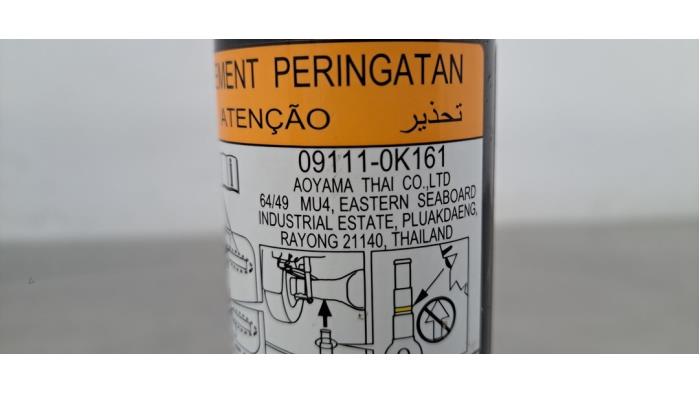 EMENT PERINGATAN
ATENÇÃO تحذير
09111-0K161
AOYAMA THAI CO.,LTD
64/49 MU4, EASTERN SEABOARD
INDUSTRIAL ESTATE, PLUAKDAENG,
RAYONG 21140, THAILAND